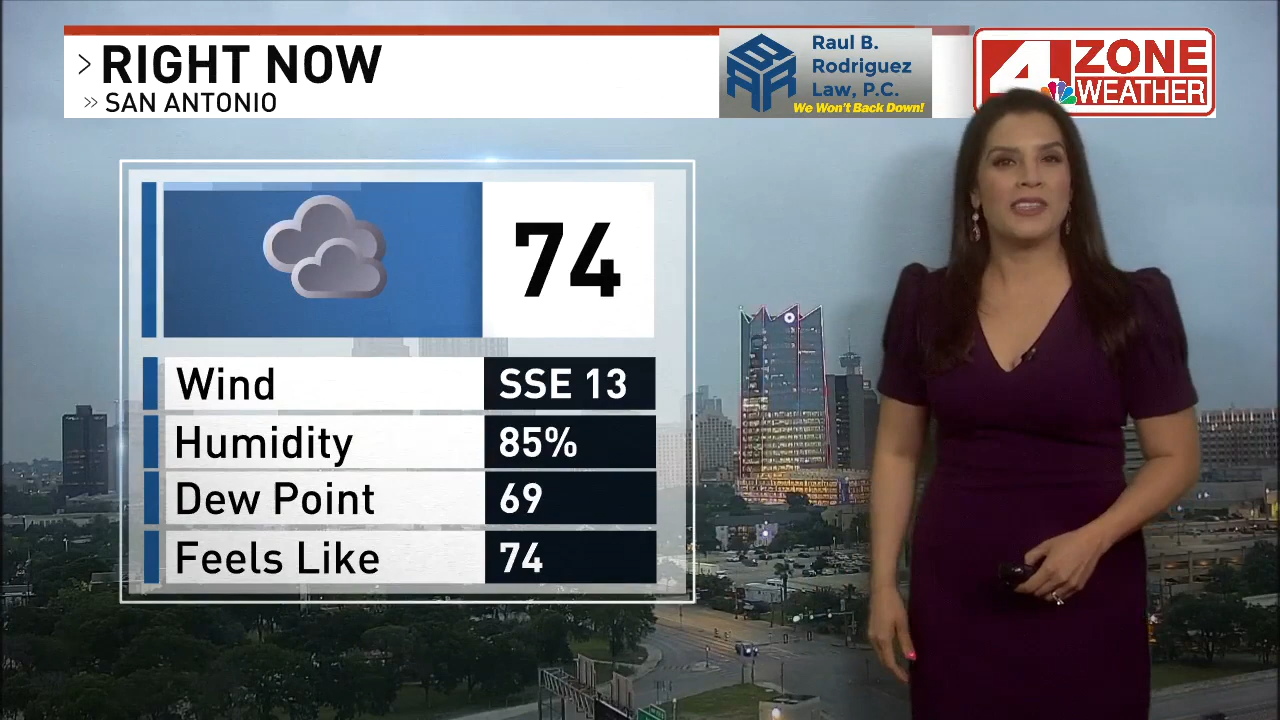 > RIGHT NOW
>> SAN ANTONIO
Raul B.
Rodriguez
Law, P.C.
We Won't Back Down!
4 ZONE
WEATHER
74
Wind SSE 13
Humidity 85%
Dew Point 69
Feels Like 74